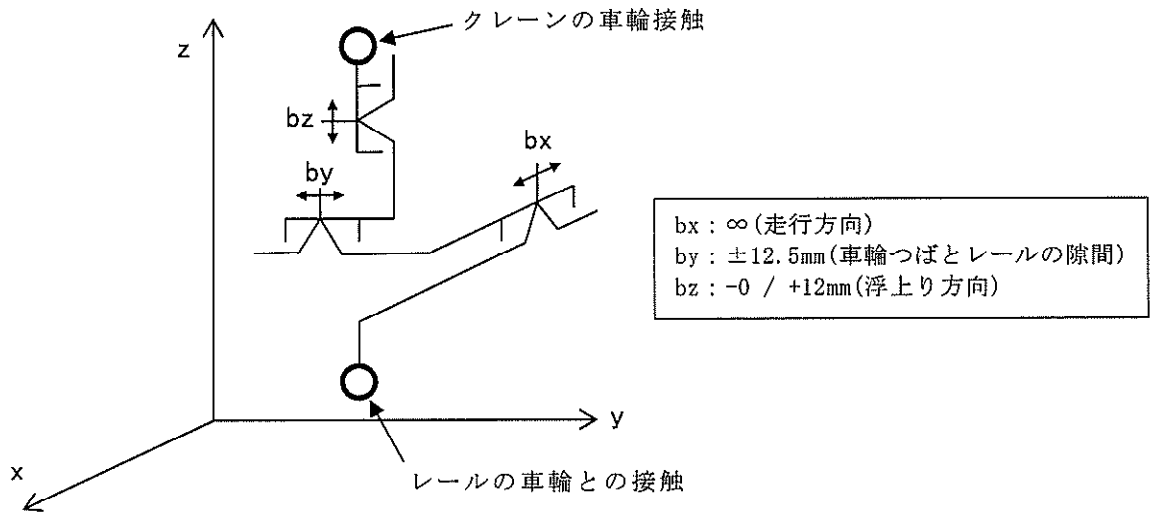 クレーンの車輪接触
z
bz
bx
by
bx：∞(走行方向)
by：±12.5mm(車輪つばとレールの隙間)
bz：-0 / +12mm(浮上り方向)
y
x
レールの車輪との接触